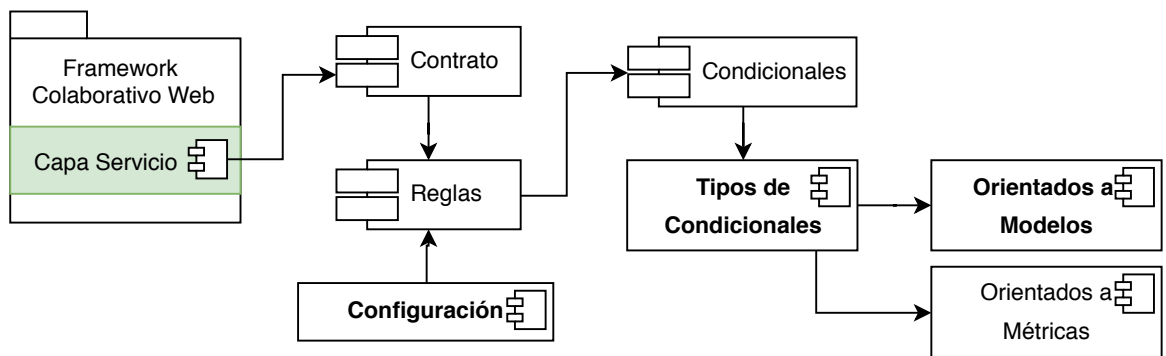 Framework
Colaborativo Web
Capa Servicio
Contrato
Reglas
Configuración
Condicionales
Tipos de
Condicionales
Orientados a
Modelos
Orientados a
Métricas